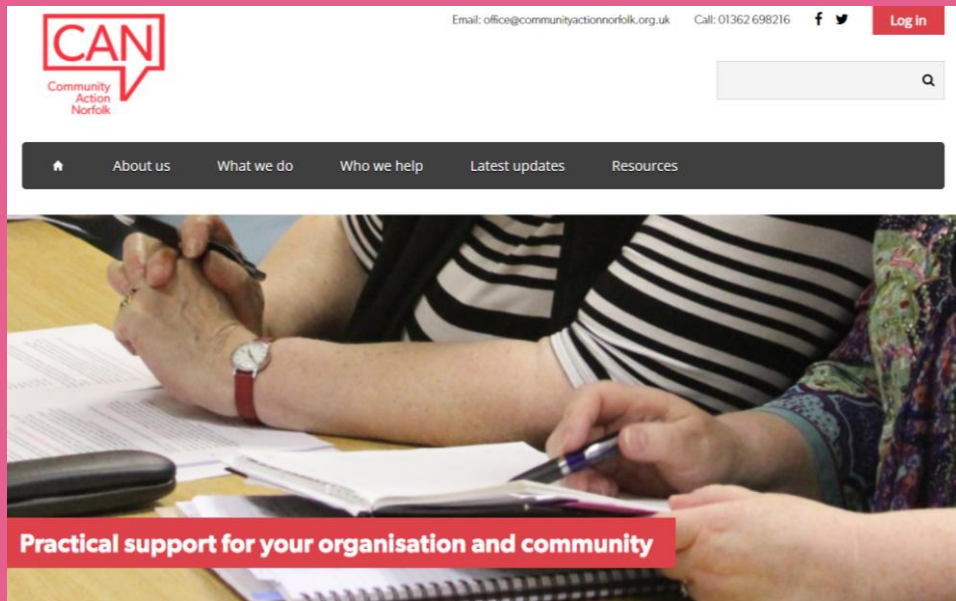 Email: office@communityactionnorfolk.org.uk Call: 01362 698216 Log in
CAN
Community
Action
Norfolk
About us What we do Who we help Latest updates Resources
Practical support for your organisation and community